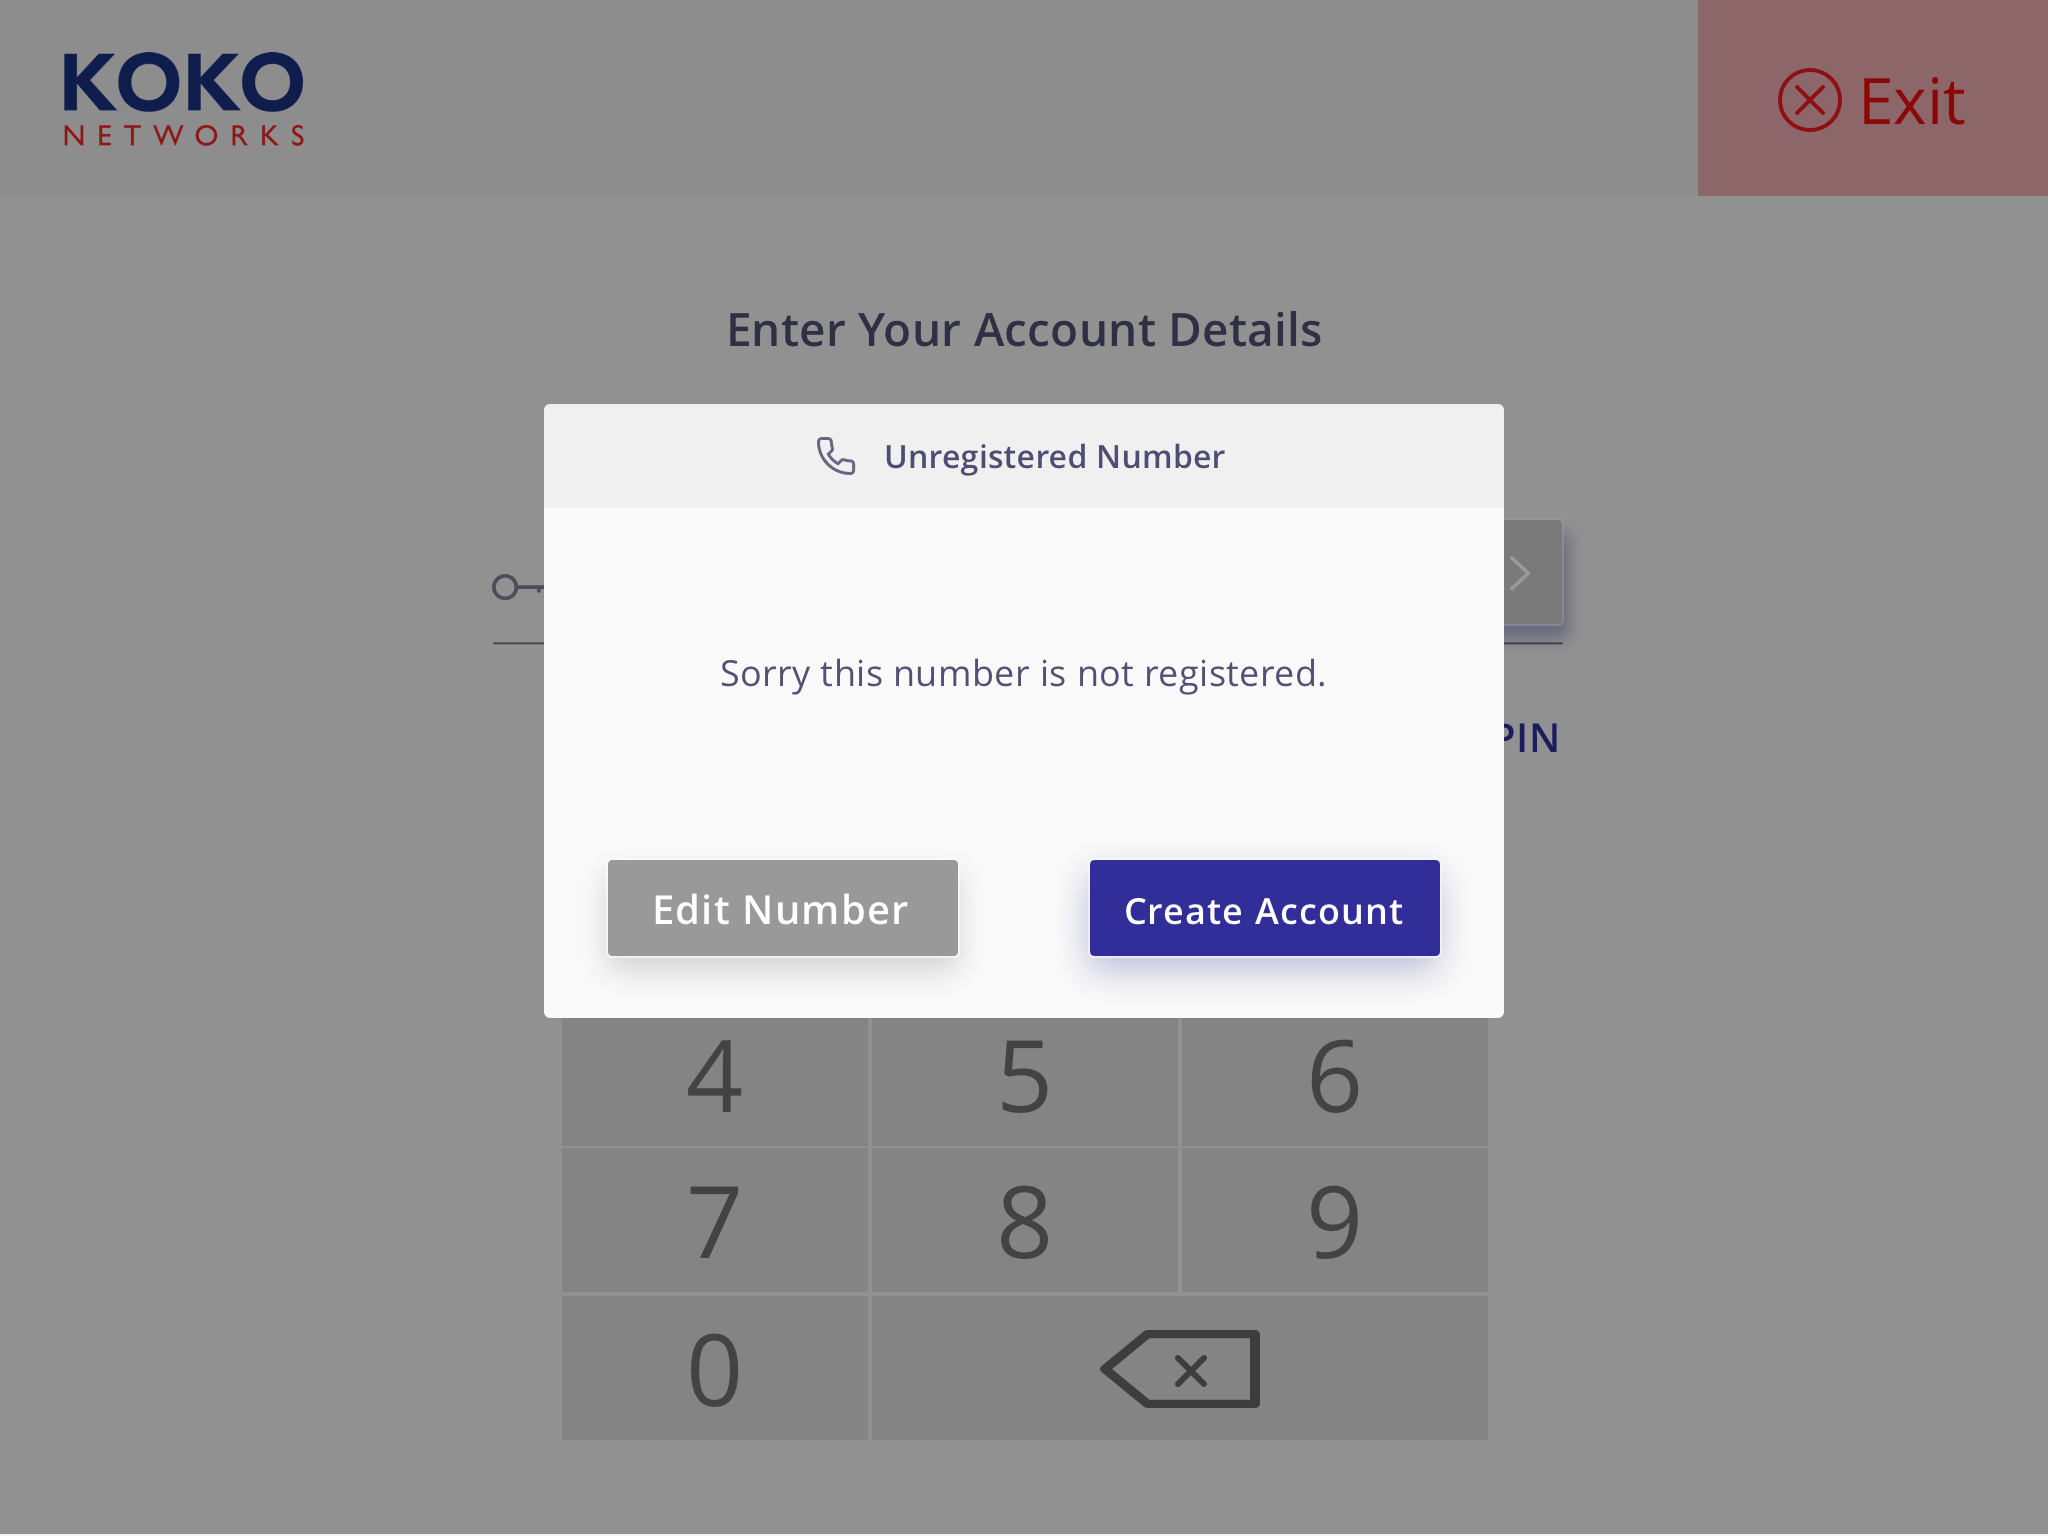 KOKO
NETWORKS
Exit
Enter Your Account Details
Unregistered Number
Sorry this number is not registered.
PIN
Edit Number
Create Account
4 5 6
7 8 9
0